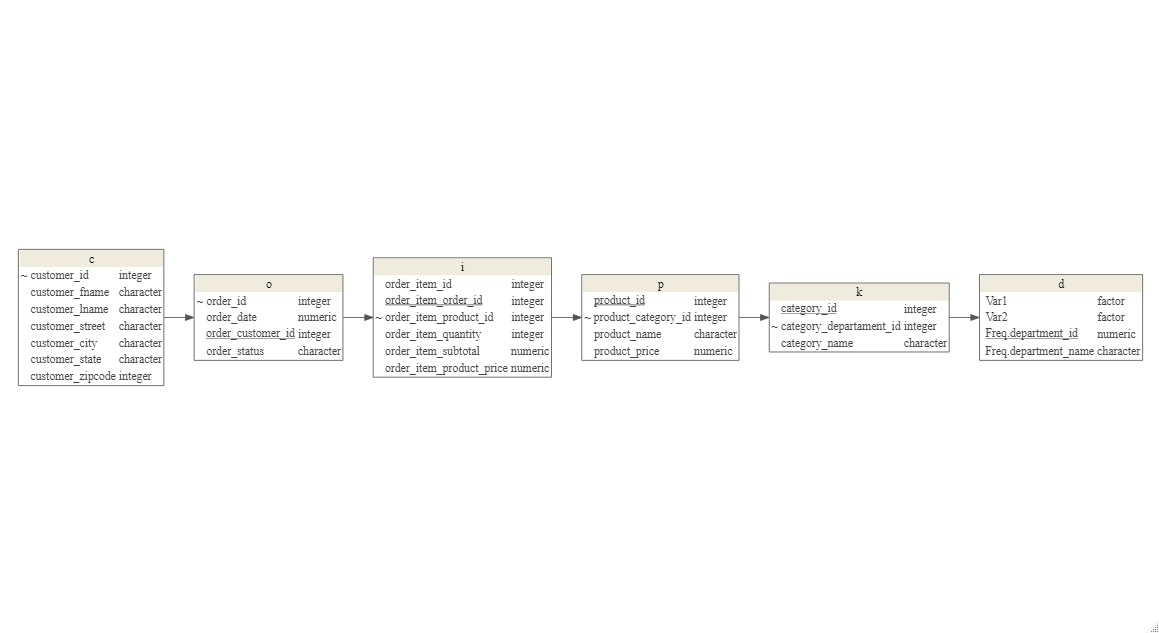 c
~ customer_id integer
customer_fname character
customer_lname character
customer_street character
customer_city character
customer_state character
customer_zipcode integer
o
~ order_id integer
order_date numeric
order_customer_id integer
order_status character
i
order_item_id integer
order_item_order_id integer
~ order_item_product_id integer
order_item_quantity integer
order_item_subtotal numeric
order_item_product_price numeric
p
product_id integer
~ product_category_id integer
product_name character
product_price numeric
k
category_id integer
~ category_departament_id integer
category_name character
d
Var1 factor
Var2 factor
Freq.department_id numeric
Freq.department_name character